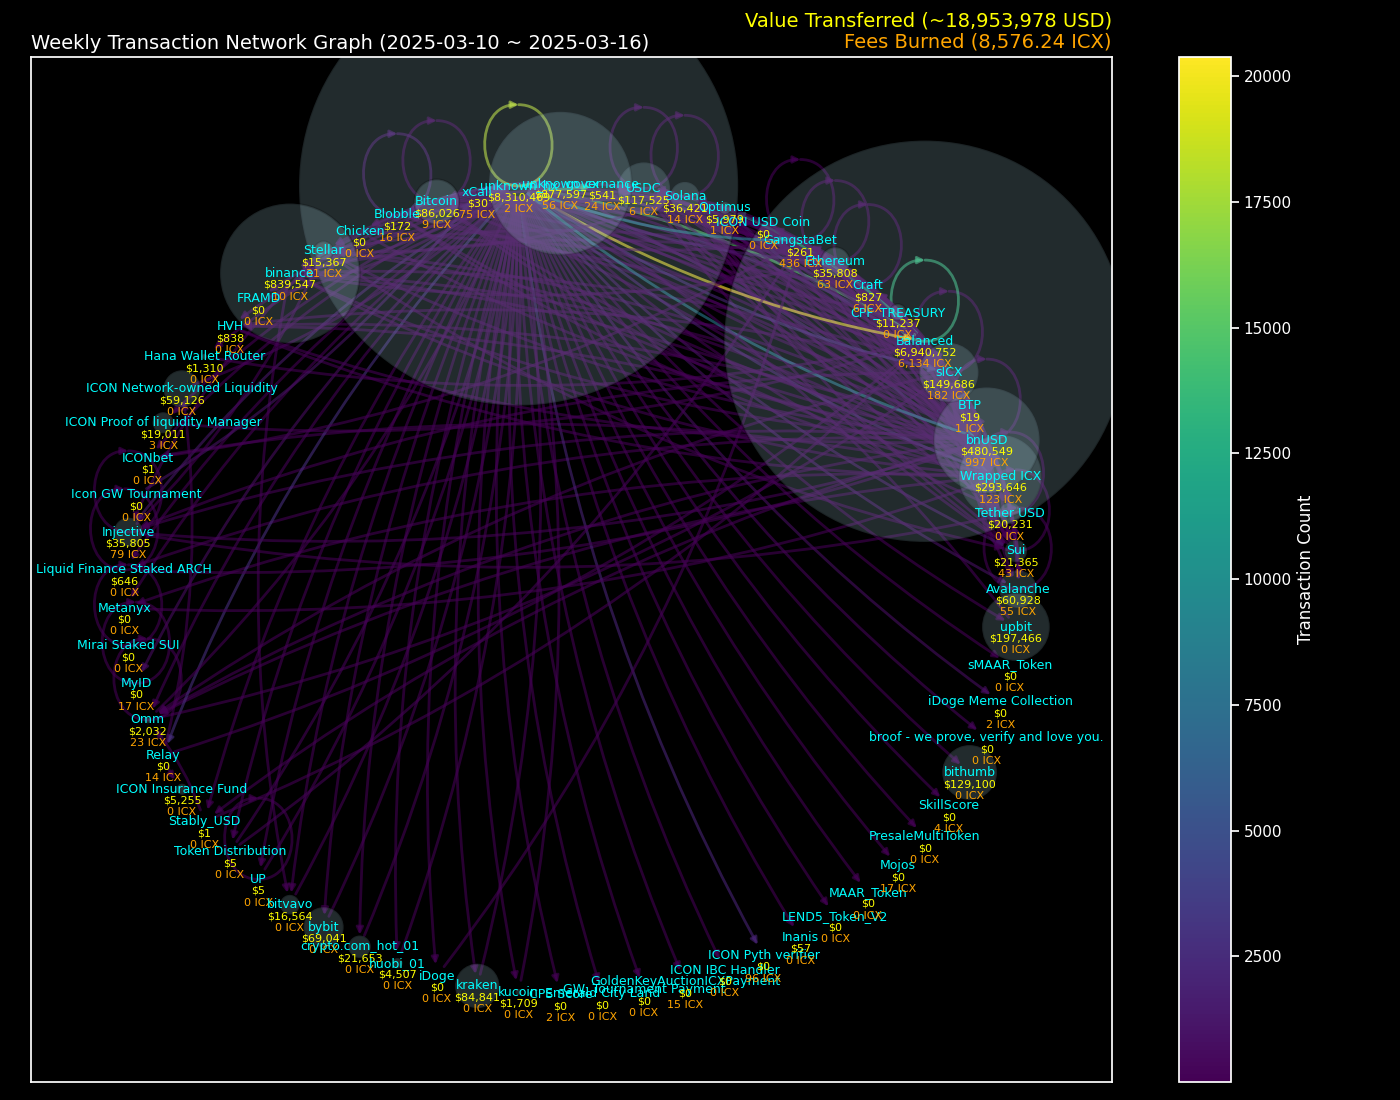 Value Transferred (~18,953,978 USD)
Weekly Transaction Network Graph (2025-03-10 ~ 2025-03-16)
Fees Burned (8,576.24 ICX)
USDC
$117,525
6 ICX
Solana
$36,421
14 ICX
Optimus
$5,979
1 ICX
ICON USD Coin
$0
0 ICX
GangstaBet
$261
436 ICX
Ethereum
$35,808
63 ICX
Craft
$827
6 ICX
CPF_TREASURY
$11,237
0 ICX
Balanced
$6,940,752
6,134 ICX
sICX
$149,686
182 ICX
BTP
$19
1 ICX
bnUSD
$480,549
997 ICX
Wrapped ICX
$293,646
123 ICX
Tether USD
$20,231
0 ICX
Sui
$21,365
43 ICX
Avalanche
$60,928
55 ICX
upbit
$197,466
0 ICX
sMAAR_Token
$0
0 ICX
iDoge Meme Collection
$0
2 ICX
broof - we prove, verify and love you.
$0
0 ICX
bithumb
$129,100
0 ICX
SkillScore
$0
4 ICX
PresaleMultiToken
$0
0 ICX
Mojos
$0
17 ICX
MAAR_Token
$0
0 ICX
LEND5_Token_V2
$0
0 ICX
Inanis
$57
0 ICX
ICON Pyth verifier
$0
ICON IBC Handler
$0
0 ICX
GoldenKeyAuctionICXPayment
$0
15 ICX
GW: Tournament Payment
$0
0 ICX
Emerald City Land
$0
0 ICX
CPS Score
$0
2 ICX
kucoin
$1,709
0 ICX
kraken
$84,841
0 ICX
iDoge
$0
0 ICX
huobi_01
$4,507
0 ICX
crypto.com_hot_01
$21,653
0 ICX
bybit
$69,041
0 ICX
bitvavo
$16,564
0 ICX
UP
$5
0 ICX
Token Distribution
$5
0 ICX
Stably_USD
$1
0 ICX
ICON Insurance Fund
$5,255
0 ICX
Relay
$0
14 ICX
Omm
$2,032
23 ICX
MyID
$0
17 ICX
Mirai Staked SUI
$0
0 ICX
Metanyx
$0
0 ICX
Liquid Finance Staked ARCH
$646
0 ICX
Injective
$35,805
79 ICX
Icon GW Tournament
$0
0 ICX
ICONbet
$1
0 ICX
ICON Proof of liquidity Manager
$19,011
3 ICX
ICON Network-owned Liquidity
$59,126
0 ICX
Hana Wallet Router
$1,310
0 ICX
HVH
$838
0 ICX
FRAMD
$0
0 ICX
binance
$839,547
Stellar
$15,367
Chicken
$0
0 ICX
Blobble
$172
16 ICX
Bitcoin
$86,026
9 ICX
xCall
$30
75 ICX
2 ICX
56 ICX
governance
$541
24 ICX
20000
17500
15000
12500
10000
7500
5000
2500
Transaction Count